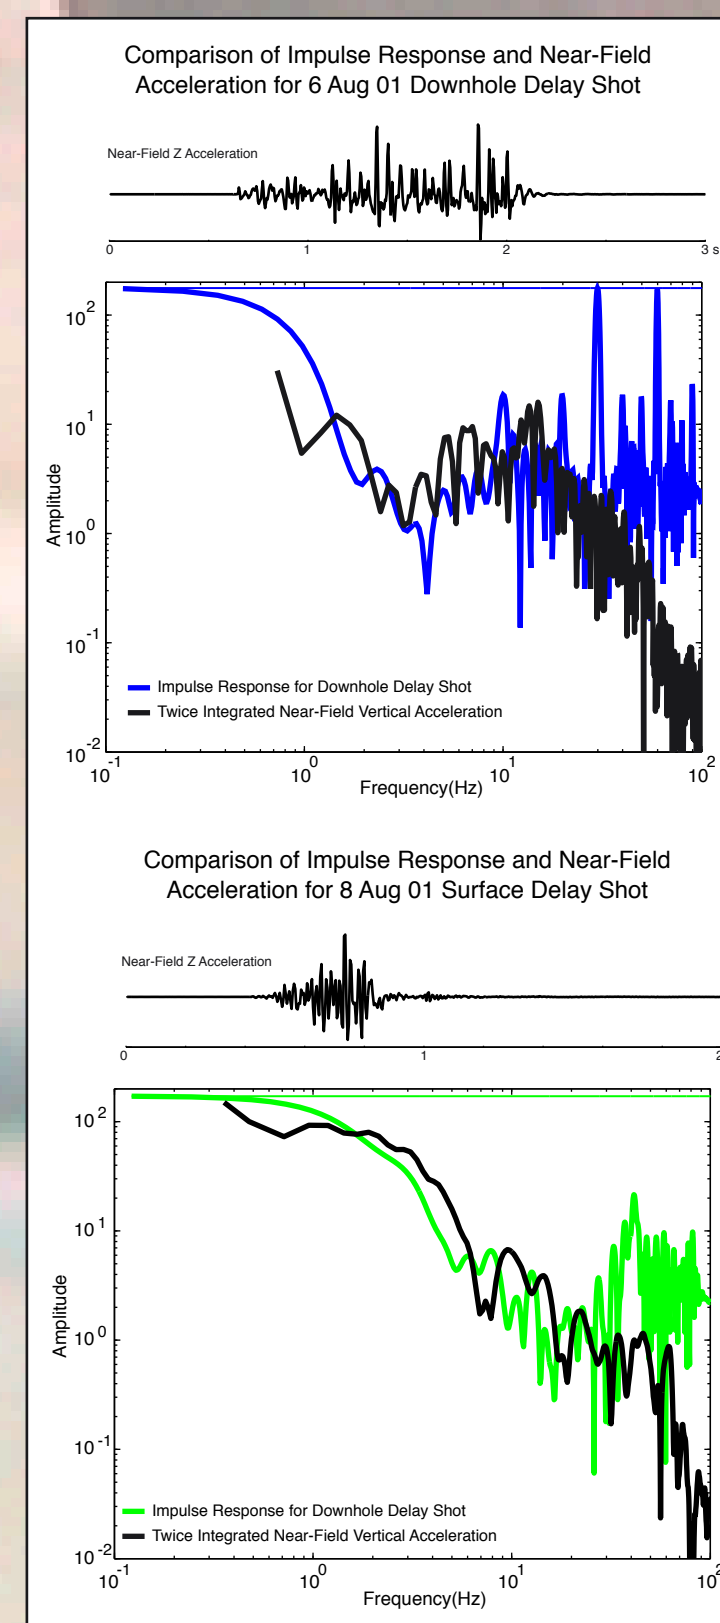 Comparison of Impulse Response and Near-Field
Acceleration for 6 Aug 01 Downhole Delay Shot
Near-Field Z Acceleration
0 1 2 3 s
10^2
10^1
10^0
10^-1
10^-2
Amplitude
Impulse Response for Downhole Delay Shot
Twice Integrated Near-Field Vertical Acceleration
10^-1 10^0 10^1 10^2
Frequency(Hz)
Comparison of Impulse Response and Near-Field
Acceleration for 8 Aug 01 Surface Delay Shot
Near-Field Z Acceleration
0 1 2
10^2
10^1
10^0
10^-1
10^-2
Amplitude
Impulse Response for Downhole Delay Shot
Twice Integrated Near-Field Vertical Acceleration
10^-1 10^0 10^1 10^2
Frequency(Hz)